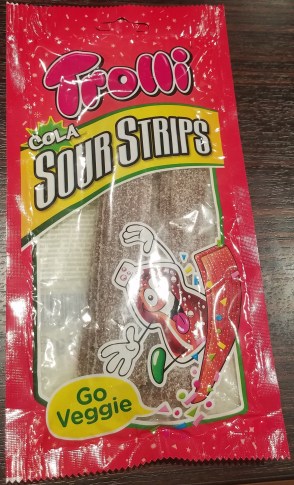 Trolli
COLA
SOUR STRIPS
Go
Veggie